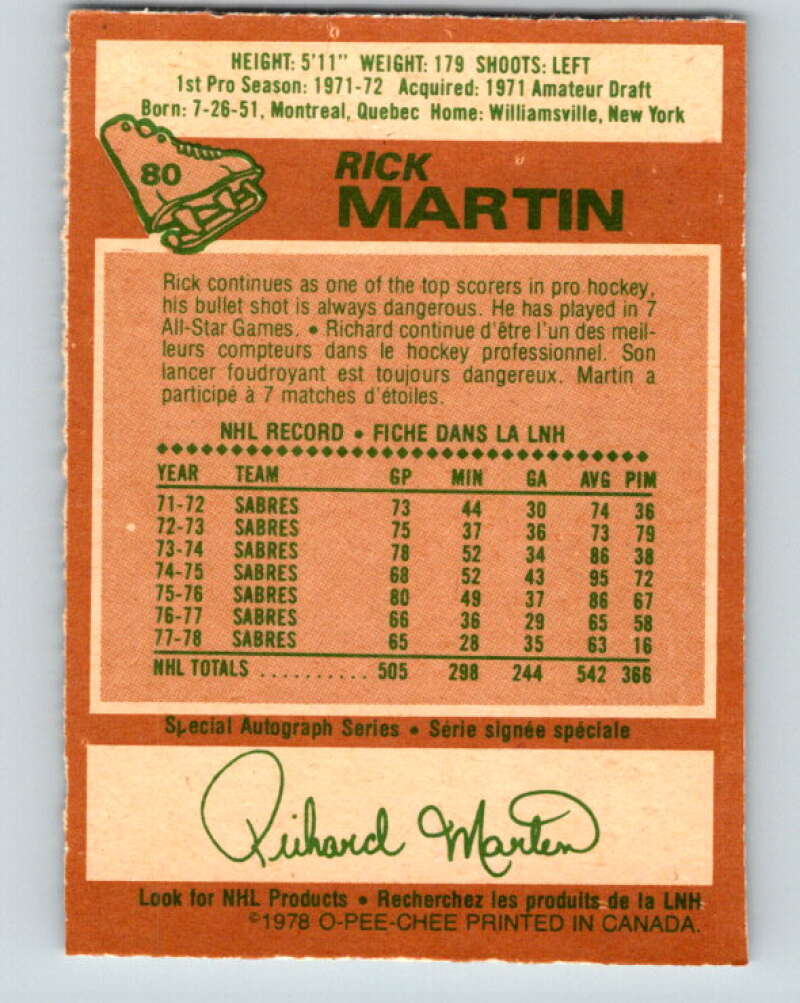 HEIGHT: 5'11" WEIGHT: 179 SHOOTS: LEFT
1st Pro Season: 1971-72 Acquired: 1971 Amateur Draft
Born: 7-26-51, Montreal, Quebec Home: Williamsville, New York
80
RICK
MARTIN
Rick continues as one of the top scorers in pro hockey,
his bullet shot is always dangerous. He has played in 7
All-Star Games. • Richard continue d'être l'un des meil-
leurs compteurs dans le hockey professionnel. Son
lancer foudroyant est toujours dangereux. Martin a
participé à 7 matches d'étoiles.
NHL RECORD • FICHE DANS LA LNH
YEAR TEAM GP MIN GA AVG PIM
71-72 SABRES 73 44 30 74 36
72-73 SABRES 75 37 36 73 79
73-74 SABRES 78 52 34 86 38
74-75 SABRES 68 52 43 95 72
75-76 SABRES 80 49 37 86 67
76-77 SABRES 66 36 29 65 58
77-78 SABRES 65 28 35 63 16
NHL TOTALS .......... 505 298 244 542 366
Special Autograph Series • Série signée spéciale
Richard Martin
Look for NHL Products • Recherchez les produits de la LNH
©1978 O-PEE-CHEE PRINTED IN CANADA.